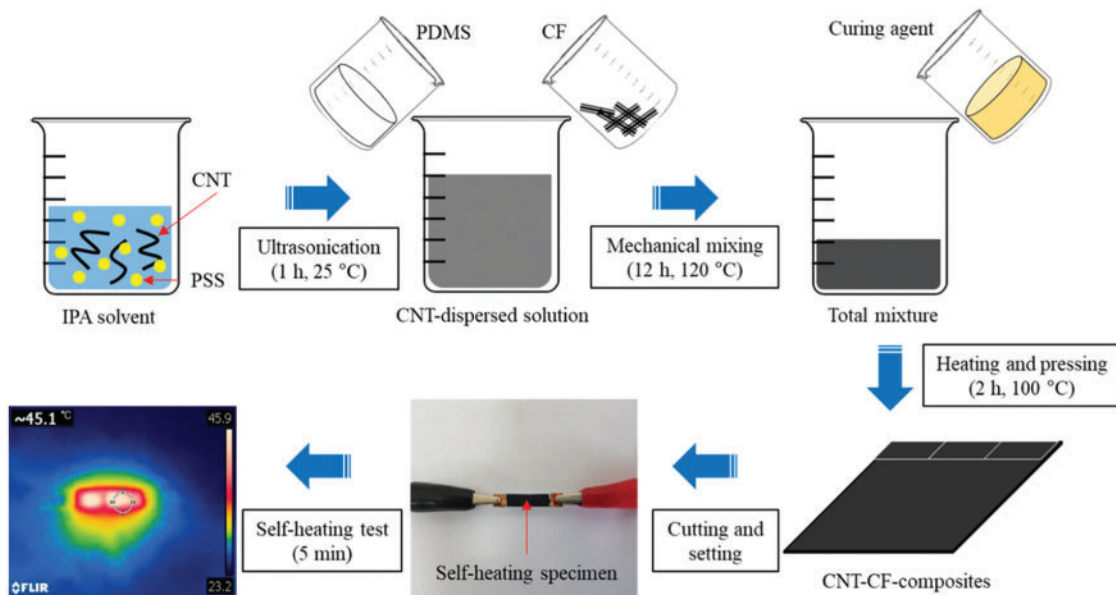 PDMS
CF
Curing agent
CNT
PSS
IPA solvent
Ultrasonication
(1 h, 25 °C)
CNT-dispersed solution
Mechanical mixing
(12 h, 120 °C)
Total mixture
Heating and pressing
(2 h, 100 °C)
CNT-CF-composites
Cutting and
setting
Self-heating specimen
Self-heating test
(5 min)
~45.1 °C
45.9
23.2
FLIR